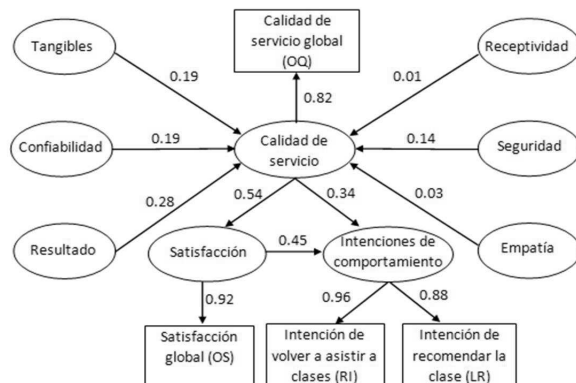 Calidad de
servicio global
(OQ)
Tangibles
Receptividad
0.19
0.01
0.82
Confiabilidad
0.19
Calidad de
servicio
0.14
Seguridad
0.28
0.54
0.34
0.03
Resultado
Satisfacción
0.45
Intenciones de
comportamiento
Empatía
0.92
0.96
0.88
Satisfacción
global (OS)
Intención de
volver a asistir a
clases (RI)
Intención de
recomendar la
clase (LR)